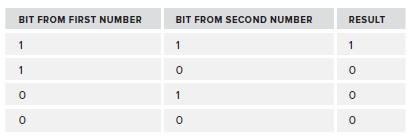 BIT FROM FIRST NUMBER BIT FROM SECOND NUMBER RESULT
1 1 1
1 0 0
0 1 0
0 0 0